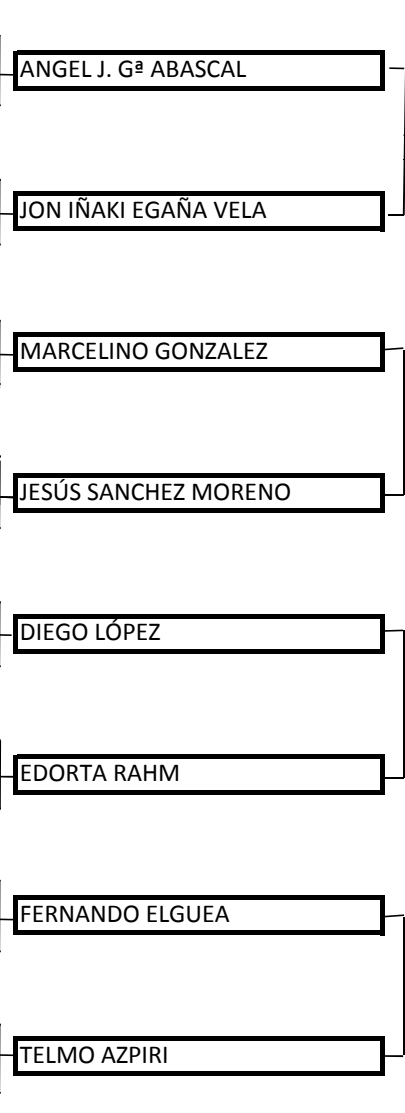 ANGEL J. Gª ABASCAL
JON IÑAKI EGAÑA VELA
MARCELINO GONZALEZ
JESÚS SANCHEZ MORENO
DIEGO LÓPEZ
EDORTA RAHM
FERNANDO ELGUEA
TELMO AZPIRI